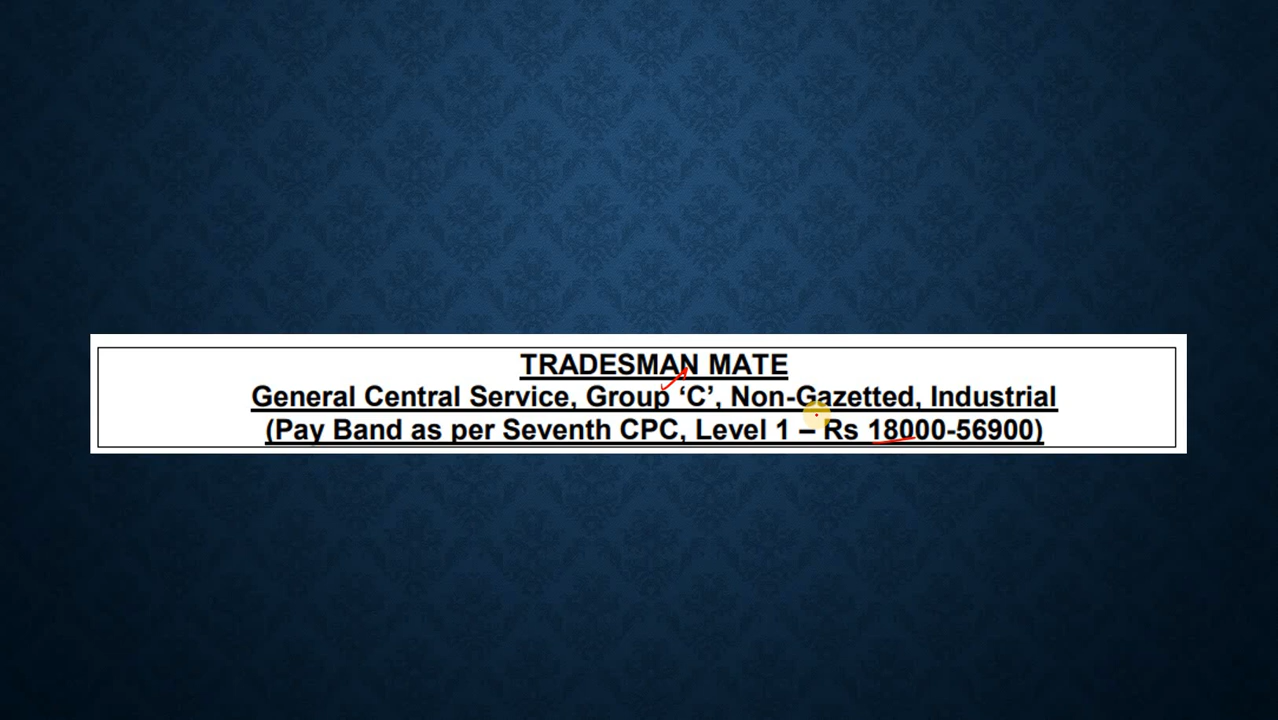 TRADESMAN MATE
General Central Service, Group ‘C’, Non-Gazetted, Industrial
(Pay Band as per Seventh CPC, Level 1 – Rs 18000-56900)